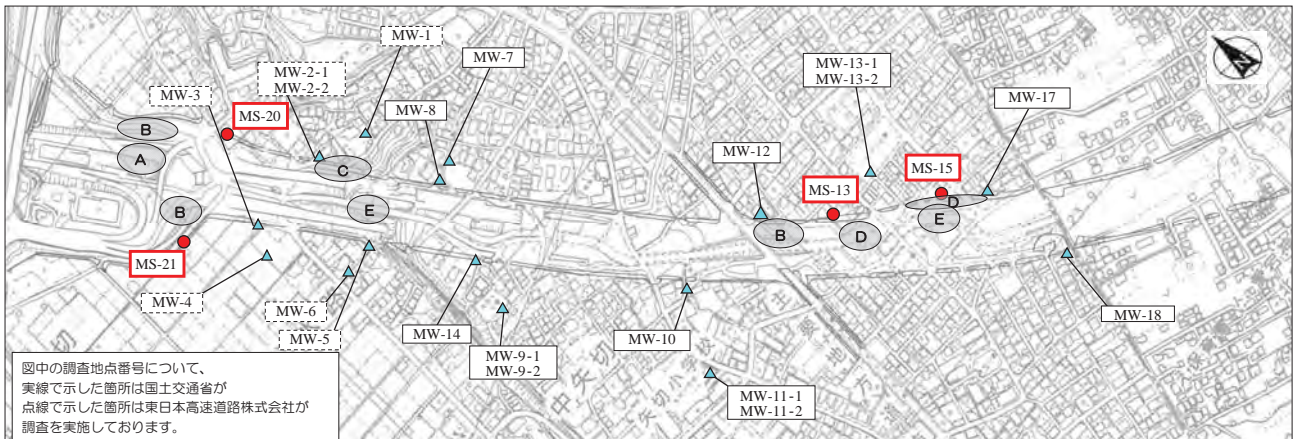 MW-1
MW-2-1
MW-2-2
MW-7
MW-3
MS-20
MW-8
MW-13-1
MW-13-2
MW-17
N
B
A
C
MW-12
MS-13
MS-15
D
B
E
B
D
E
MS-21
MW-4
MW-6
MW-5
MW-14
MW-9-1
MW-9-2
MW-10
MW-11-1
MW-11-2
MW-18
中矢切
図中の調査地点番号について、
実線で示した箇所は国土交通省が
点線で示した箇所は東日本高速道路株式会社が
調査を実施しております。